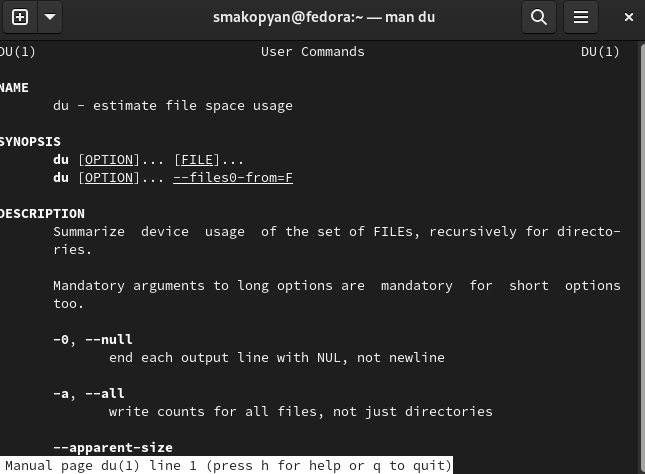 smakopyan@fedora:~ — man du
DU(1) User Commands DU(1)
NAME
du - estimate file space usage
SYNOPSIS
du [OPTION]... [FILE]...
du [OPTION]... --files0-from=F
DESCRIPTION
Summarize device usage of the set of FILEs, recursively for directo-
ries.
Mandatory arguments to long options are mandatory for short options
too.
-0, --null
end each output line with NUL, not newline
-a, --all
write counts for all files, not just directories
--apparent-size
Manual page du(1) line 1 (press h for help or q to quit)